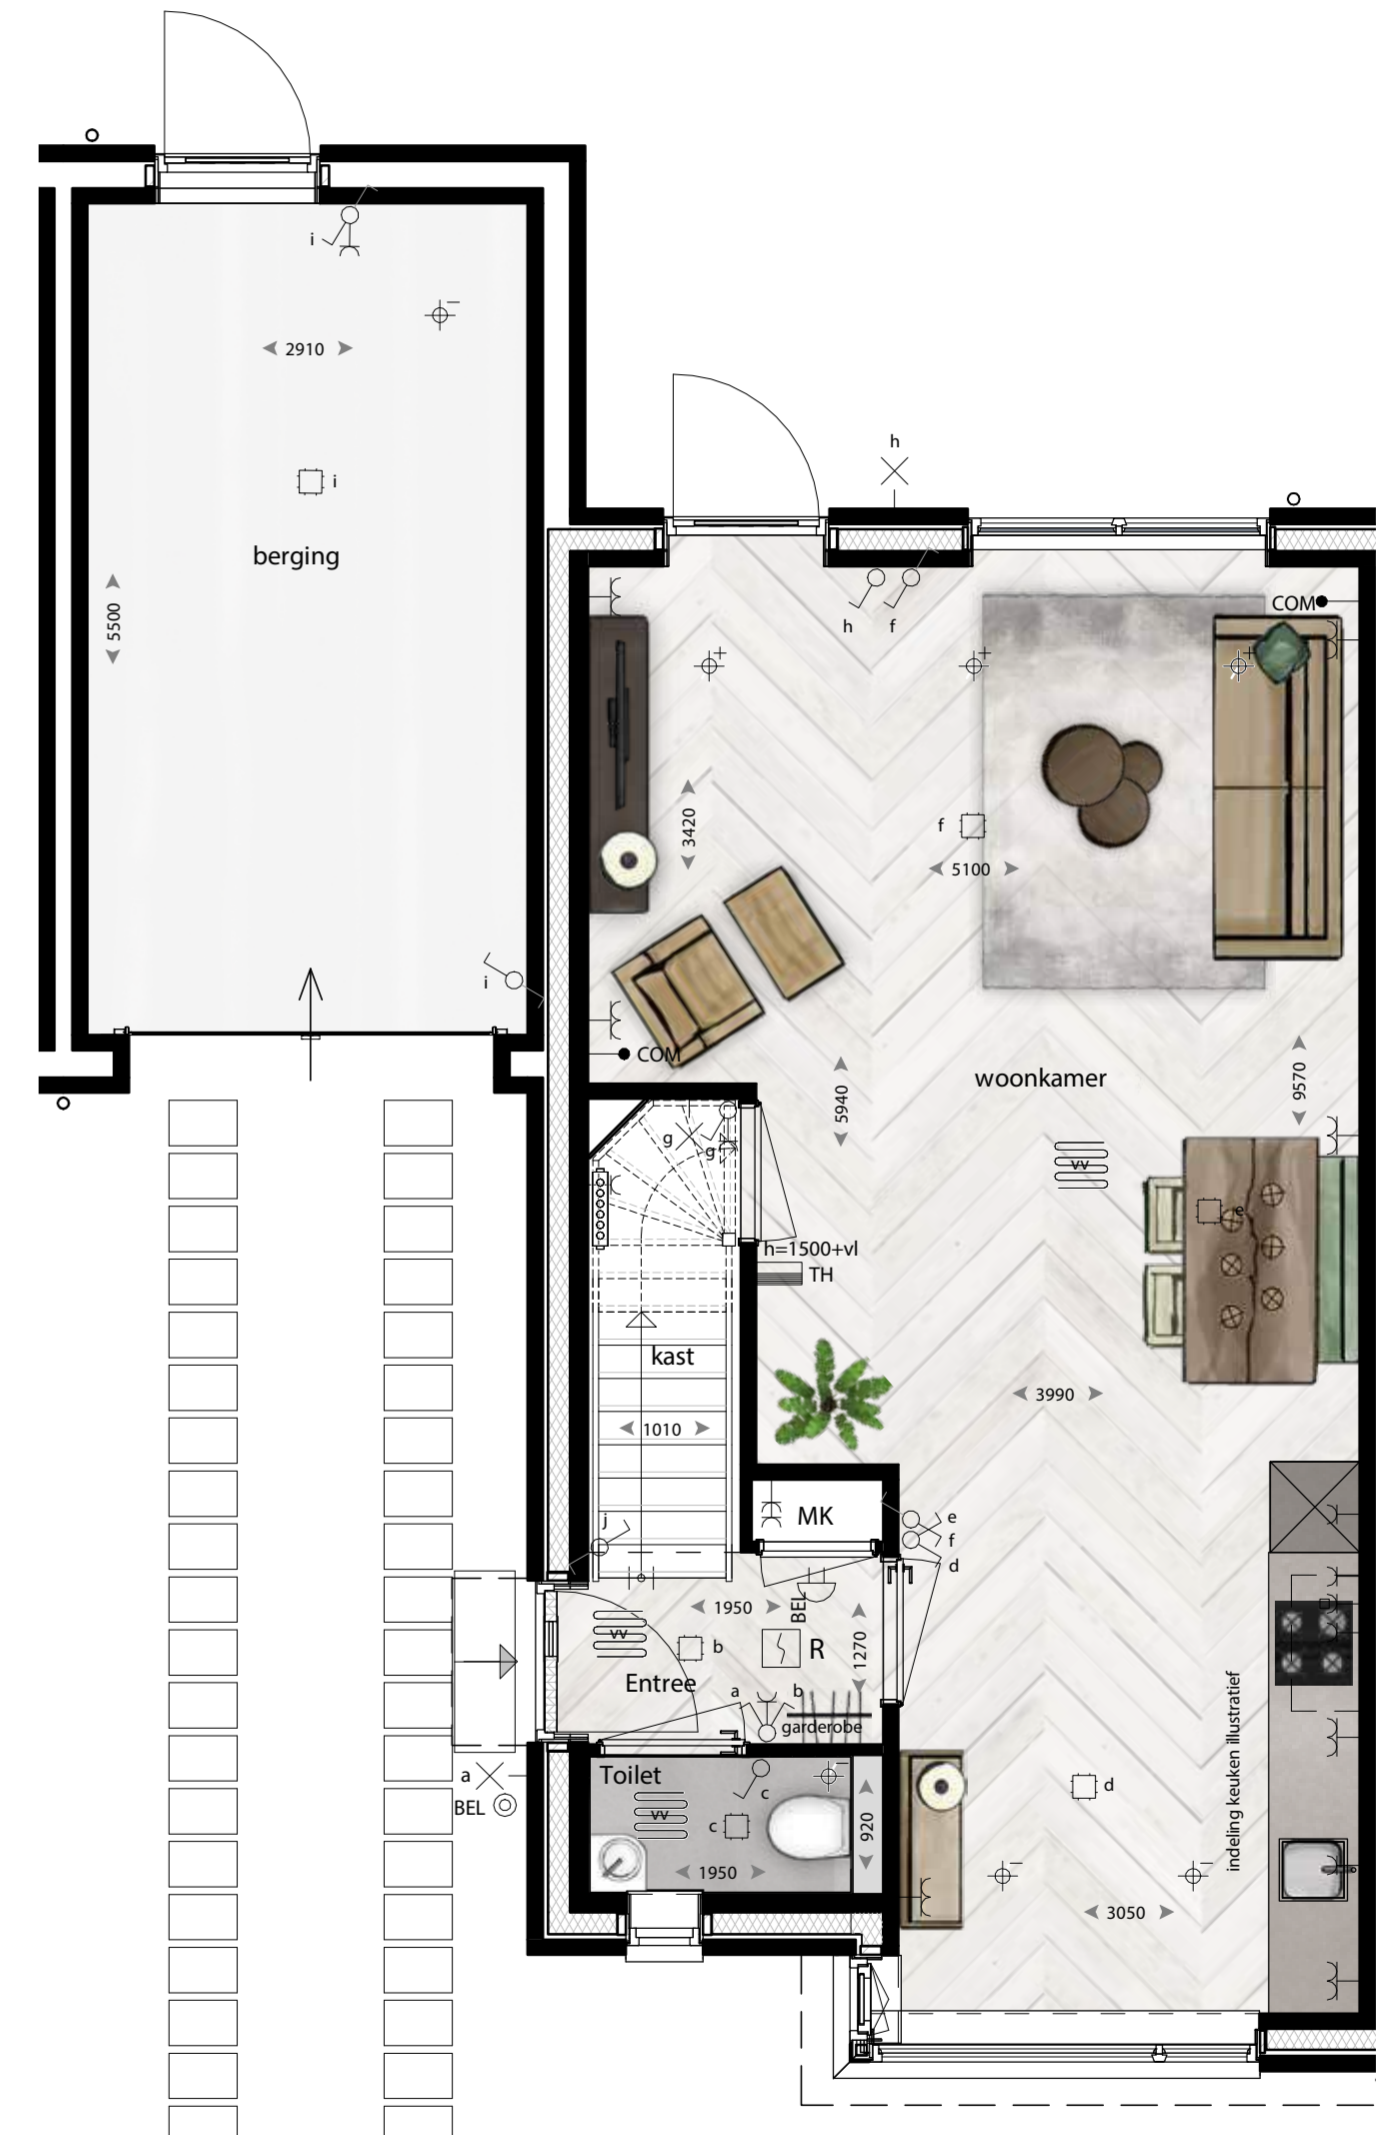 i
2910
i
berging
5500
i
h
h
f
COM
3420
f
5100
COM
woonkamer
9570
5940
g
g
vv
e
h=1500+vl
TH
kast
3990
1010
MK
e
f
d
j
1950
BEL
vv
b
R
1270
Entree
a
b
garderobe
indeling keuken illustratief
Toilet
a
BEL
c
vv
c
920
d
1950
3050